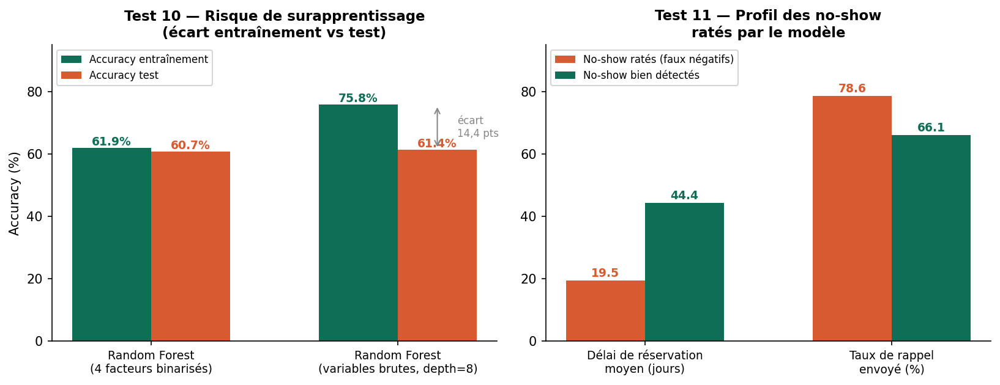 Test 10 — Risque de surapprentissage
(écart entraînement vs test)
Accuracy entraînement
Accuracy test
Accuracy (%)
80
60
40
20
0
61.9%
60.7%
75.8%
61.4%
écart
14,4 pts
Random Forest
(4 facteurs binarisés)
Random Forest
(variables brutes, depth=8)
Test 11 — Profil des no-show
ratés par le modèle
No-show ratés (faux négatifs)
No-show bien détectés
80
60
40
20
0
19.5
44.4
78.6
66.1
Délai de réservation
moyen (jours)
Taux de rappel
envoyé (%)